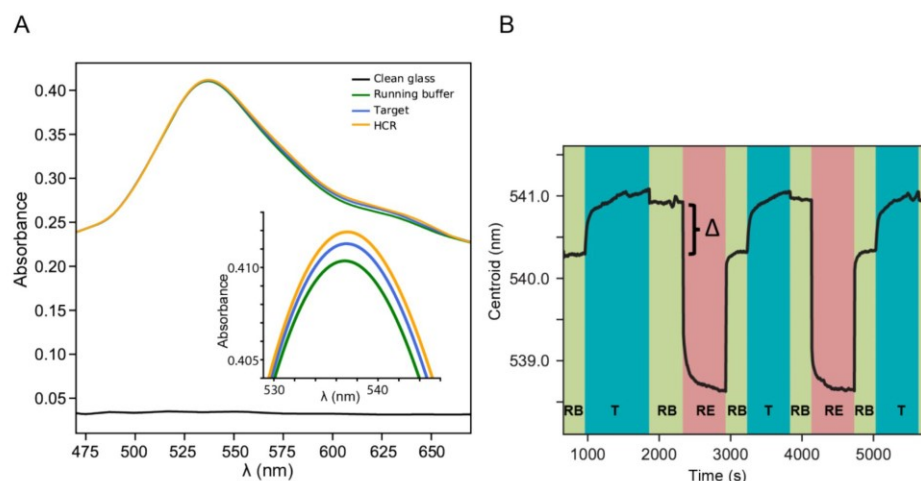 A
0.40
0.35
0.30
0.25
0.20
0.15
0.10
0.05
Absorbance
475 500 525 550 575 600 625 650
λ (nm)
Clean glass
Running buffer
Target
HCR
0.410
0.405
Absorbance
530 540
λ (nm)
B
541.0
540.0
539.0
Centroid (nm)
Δ
RB T RB RE RB T RB RE RB T
1000 2000 3000 4000 5000
Time (s)